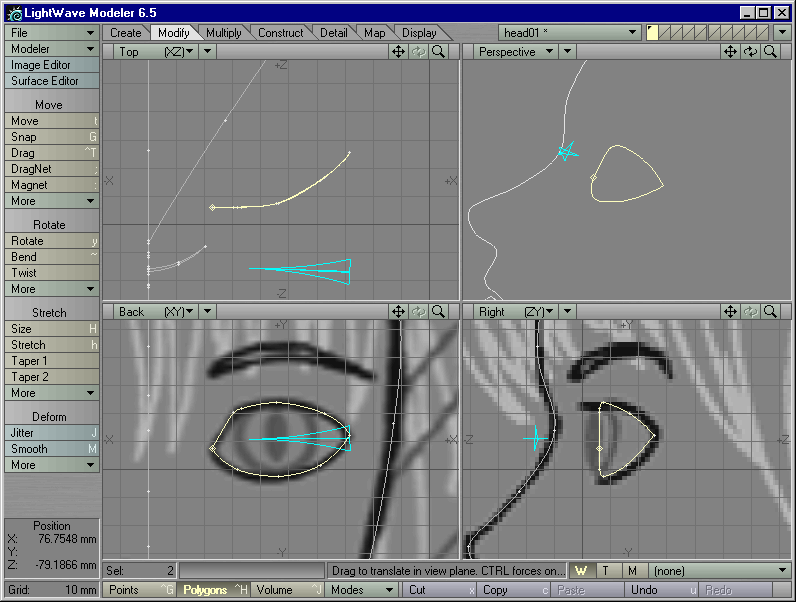 LightWave Modeler 6.5
File
Create Modify Multiply Construct Detail Map Display
head01 *
Modeler
Image Editor
Surface Editor
Top (XZ)
Perspective
Move
Move t
Snap G
Drag ^T
DragNet ;
Magnet :
More
Rotate
Rotate y
Bend ~
Twist
More
Stretch
Size H
Stretch h
Taper 1
Taper 2
More
Deform
Jitter J
Smooth M
More
+Z
-X
+X
-Z
Back (XY)
Right (ZY)
+Y
+Y
-X
+X
-Z
+Z
-Y
-Y
Position
X: 76.7548 mm
Y:
Z: -79.1866 mm
Grid: 10 mm
Sel: 2
Drag to translate in view plane. CTRL forces on...
W T M (none)
Points ^G Polygons ^H Volume ^J Modes Cut x Copy c Paste v Undo u Redo